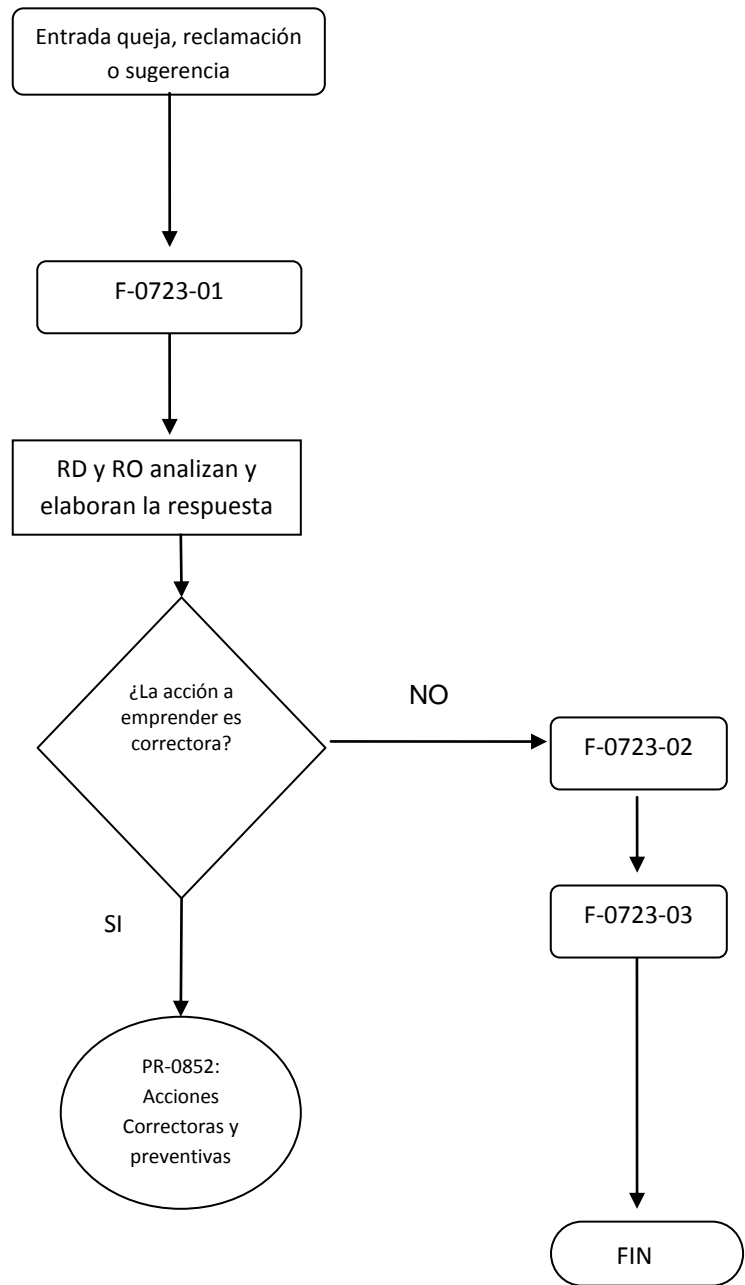 Entrada queja, reclamación
o sugerencia
F-0723-01
RD y RO analizan y
elaboran la respuesta
¿La acción a
emprender es
correctora?
NO
F-0723-02
F-0723-03
SI
PR-0852:
Acciones
Correctoras y
preventivas
FIN